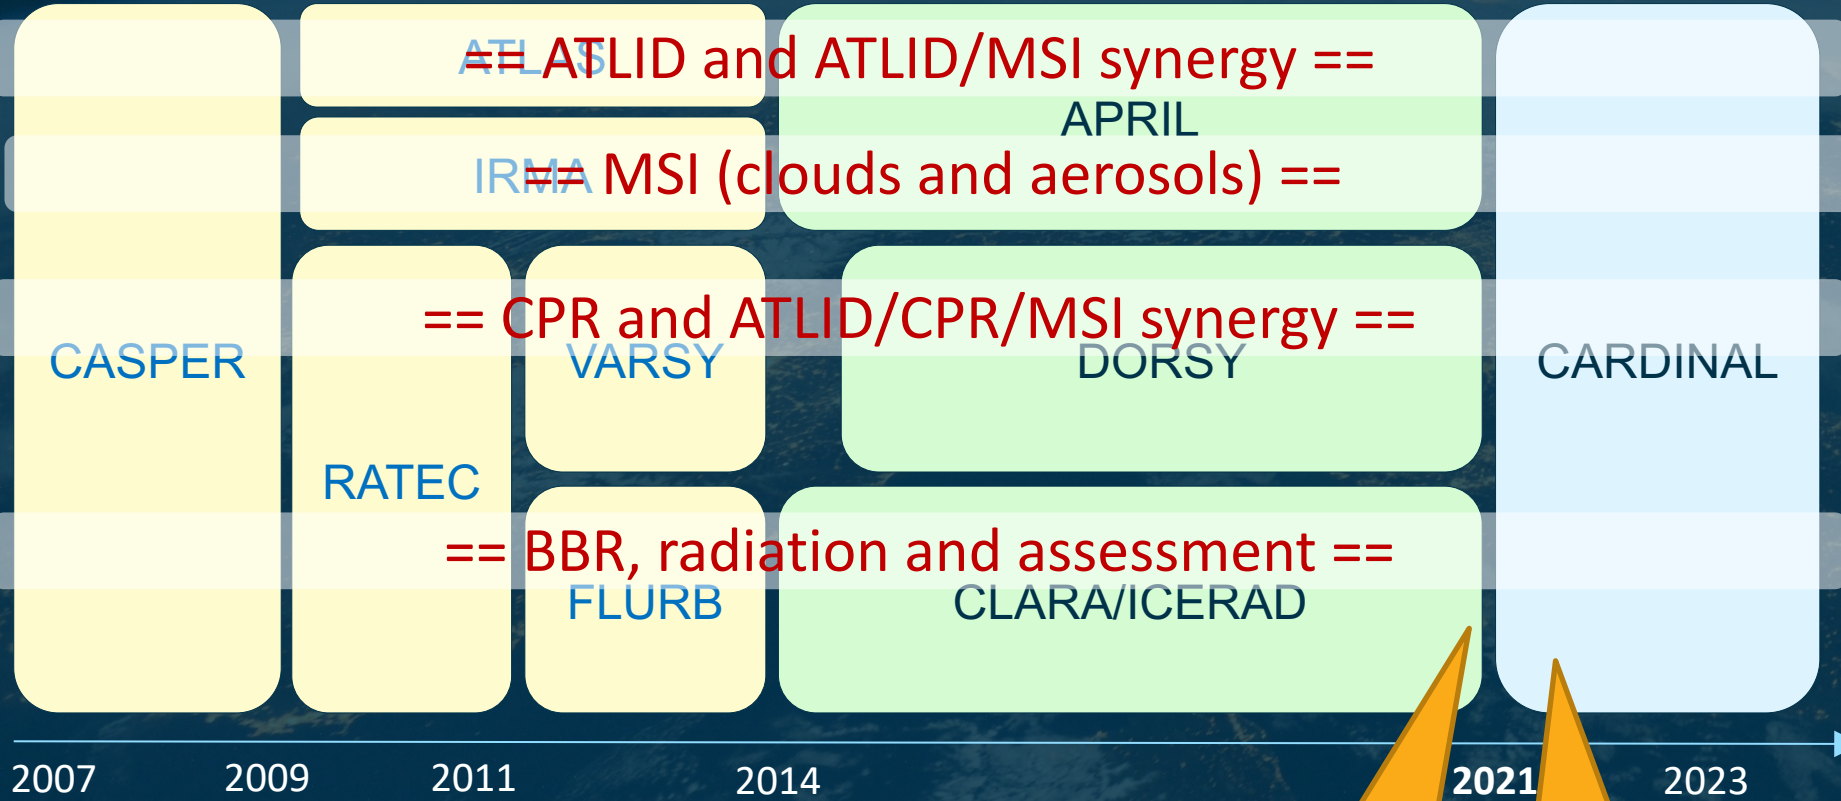 ATLAS
== ATLID and ATLID/MSI synergy ==
APRIL
IRMA
== MSI (clouds and aerosols) ==
== CPR and ATLID/CPR/MSI synergy ==
CASPER
VARSY
DORSY
CARDINAL
RATEC
== BBR, radiation and assessment ==
FLURB
CLARA/ICERAD
2007 2009 2011 2014 2021 2023